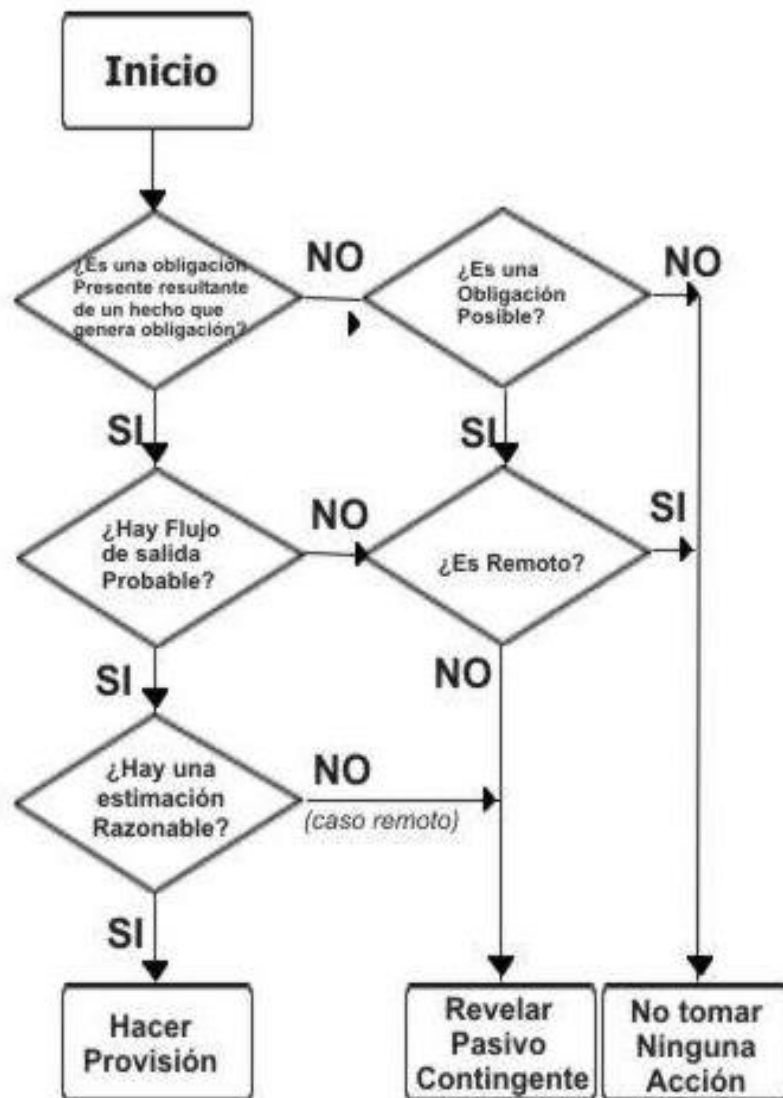 Inicio
¿Es una obligación
Presente resultante
de un hecho que
genera obligación?
NO
¿Es una
Obligación
Posible?
NO
SI
SI
¿Hay Flujo
de salida
Probable?
NO
¿Es Remoto?
SI
SI
NO
¿Hay una
estimación
Razonable?
NO
(caso remoto)
SI
Hacer
Provisión
Revelar
Pasivo
Contingente
No tomar
Ninguna
Acción